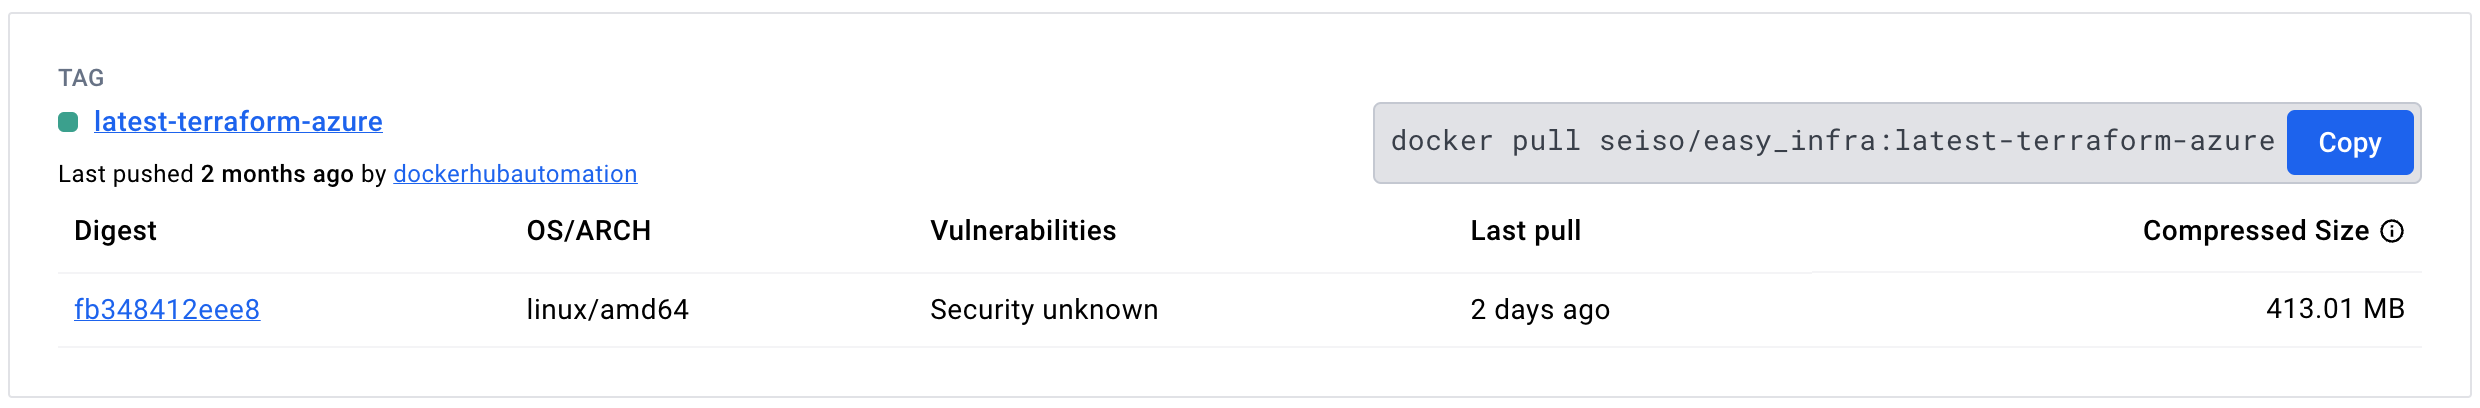 TAG
latest-terraform-azure
docker pull seiso/easy_infra:latest-terraform-azure
Copy
Last pushed 2 months ago by dockerhubautomation
Digest OS/ARCH Vulnerabilities Last pull Compressed Size
fb348412eee8 linux/amd64 Security unknown 2 days ago 413.01 MB